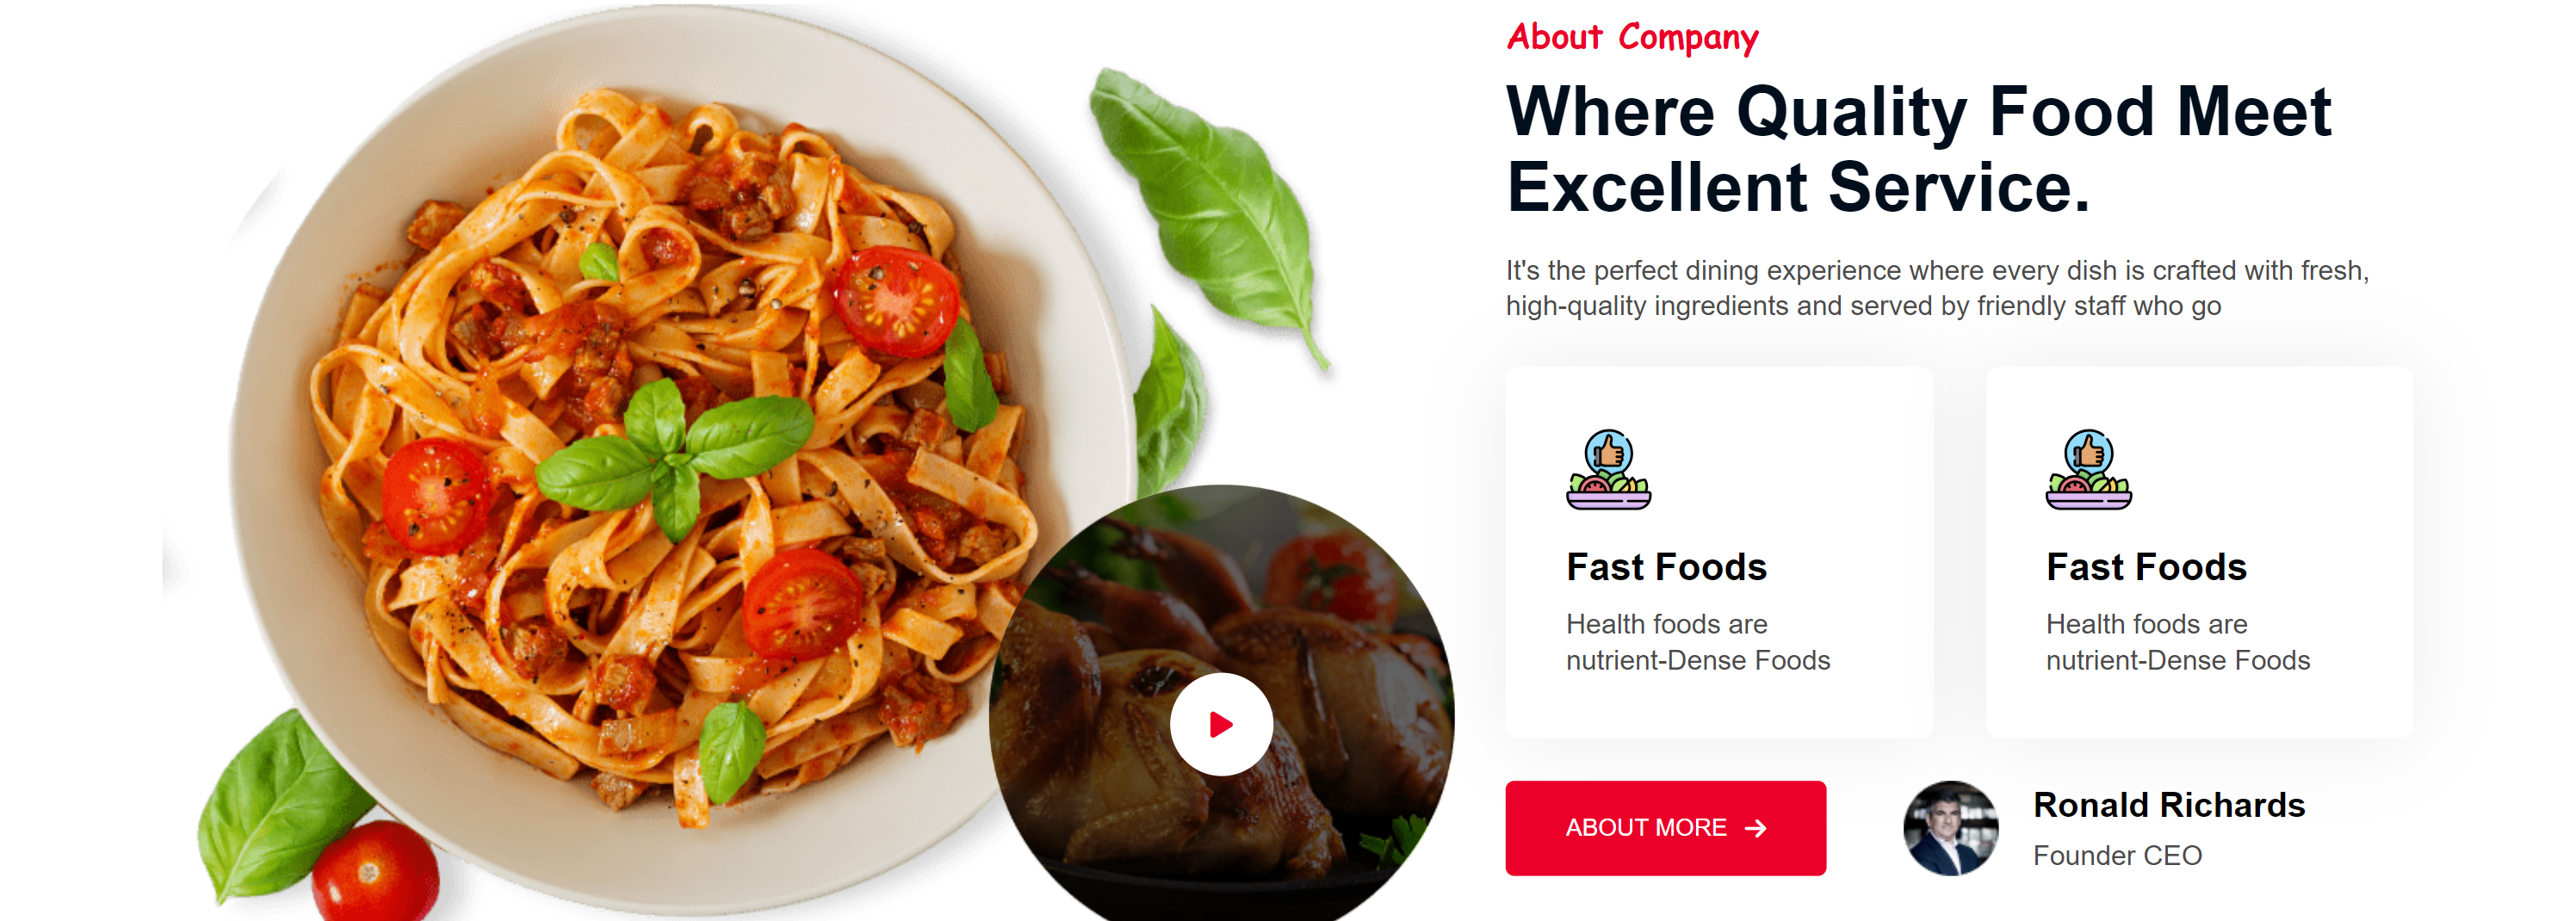 About Company
Where Quality Food Meet
Excellent Service.
It's the perfect dining experience where every dish is crafted with fresh,
high-quality ingredients and served by friendly staff who go
Fast Foods
Health foods are
nutrient-Dense Foods
Fast Foods
Health foods are
nutrient-Dense Foods
ABOUT MORE
Ronald Richards
Founder CEO